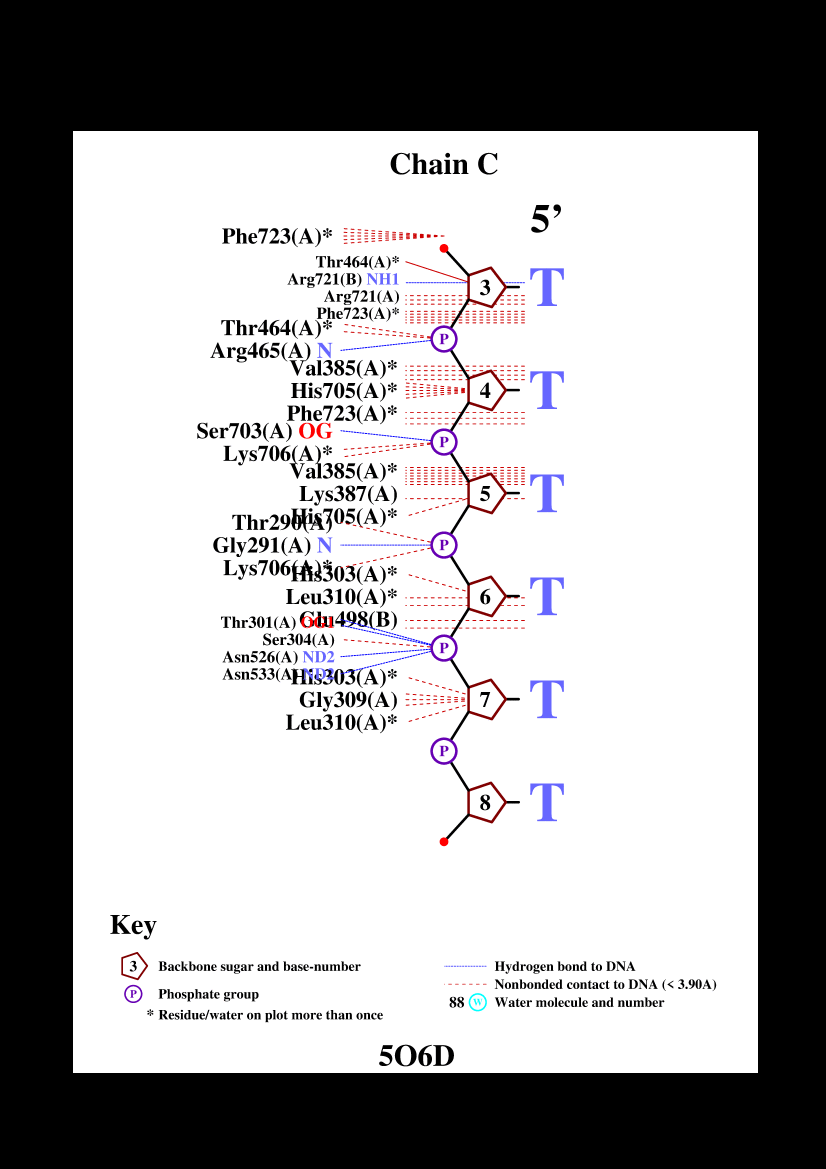 Chain C
5’
Phe723(A)*
Thr464(A)*
Arg721(B) NH1
3 T
Arg721(A)
Phe723(A)*
Thr464(A)*
P
Arg465(A) N
Val385(A)*
His705(A)* 4 T
Phe723(A)*
Ser703(A) OG
P
Lys706(A)*
Val385(A)*
Lys387(A) 5 T
His705(A)*
Thr290(A)
Gly291(A) N P
Lys706(A)*
His303(A)*
Leu310(A)* 6 T
Glu498(B)
Thr301(A) OG1
Ser304(A)
P
Asn526(A) ND2
Asn533(A) ND2
His303(A)*
Gly309(A) 7 T
Leu310(A)*
P
8 T
Key
3 Backbone sugar and base-number
P Phosphate group
* Residue/water on plot more than once
Hydrogen bond to DNA
Nonbonded contact to DNA (< 3.90A)
88 W Water molecule and number
5O6D